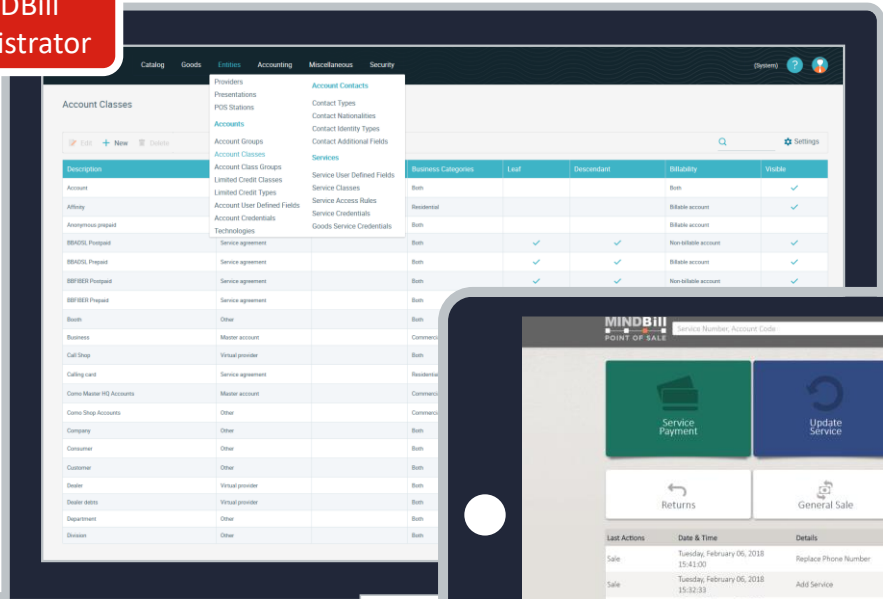 DBill
istrator
Catalog Goods Entities Accounting Miscellaneous Security (System) ?
Account Classes
Providers
Presentations
POS Stations
Accounts
Account Groups
Account Classes
Account Class Groups
Limited Credit Classes
Limited Credit Types
Account User Defined Fields
Account Credentials
Technologies
Account Contacts
Contact Types
Contact Nationalities
Contact Identity Types
Contact Additional Fields
Services
Service User Defined Fields
Service Classes
Service Access Rules
Service Credentials
Goods Service Credentials
Edit + New Delete Settings
Description Business Categories Leaf Descendant Billability Visible
Account Both Both
Affinity Residential Billable account
Anonymous prepaid Both Billable account
BBADSL Postpaid Service agreement Both Non-billable account
BBADSL Prepaid Service agreement Both Billable account
BBFIBER Postpaid Service agreement Both Non-billable account
BBFIBER Prepaid Service agreement Both
Booth Other Both
Business Master account Commerc
Call Shop Virtual provider Both
Calling card Service agreement Residentia
Como Master HQ Accounts Master account Commerc
Como Shop Accounts Other Commerc
Company Other Both
Consumer Other Both
Customer Other Both
Dealer Virtual provider Both
Dealer debts Virtual provider Both
Department Other Both
Division Other Both
MINDBill
POINT OF SALE
Service Number, Account Code
Service
Payment
Update
Service
Returns
General Sale
Last Actions Date & Time Details
Sale Tuesday, February 06, 2018
15:41:00 Replace Phone Number
Sale Tuesday, February 06, 2018
15:32:33 Add Service